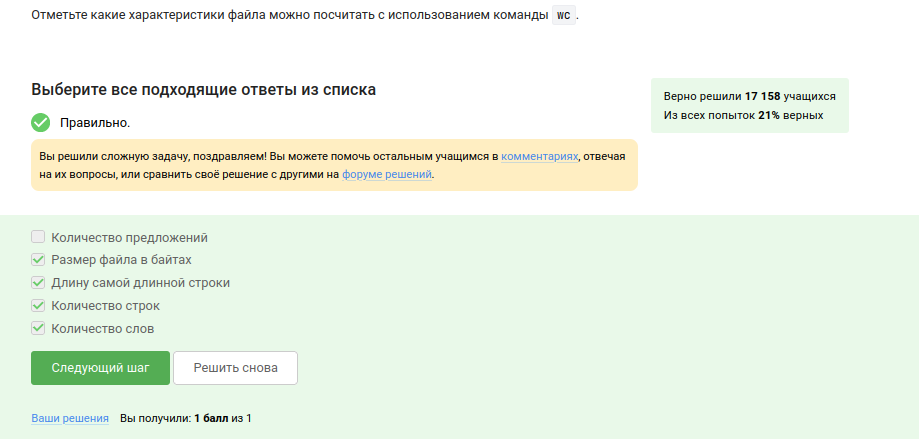 Отметьте какие характеристики файла можно посчитать с использованием команды wc.
Выберите все подходящие ответы из списка
Верно решили 17 158 учащихся
Из всех попыток 21% верных
Правильно.
Вы решили сложную задачу, поздравляем! Вы можете помочь остальным учащимся в комментариях, отвечая
на их вопросы, или сравнить своё решение с другими на форуме решений.
Количество предложений
Размер файла в байтах
Длину самой длинной строки
Количество строк
Количество слов
Следующий шаг
Решить снова
Ваши решения Вы получили: 1 балл из 1